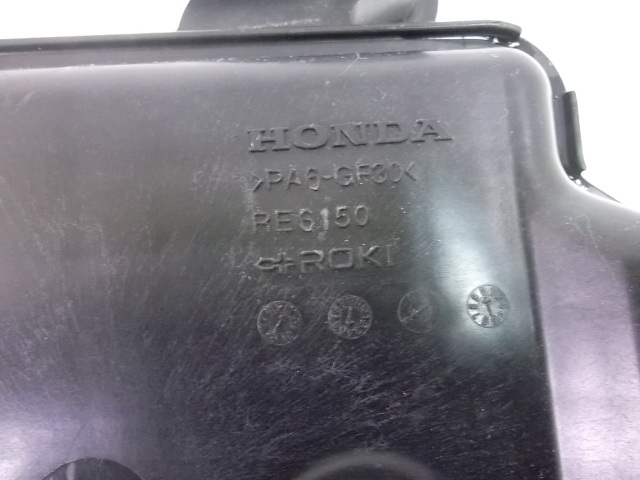 HONDA
>PA6-GF30<
RE6150
ROKI